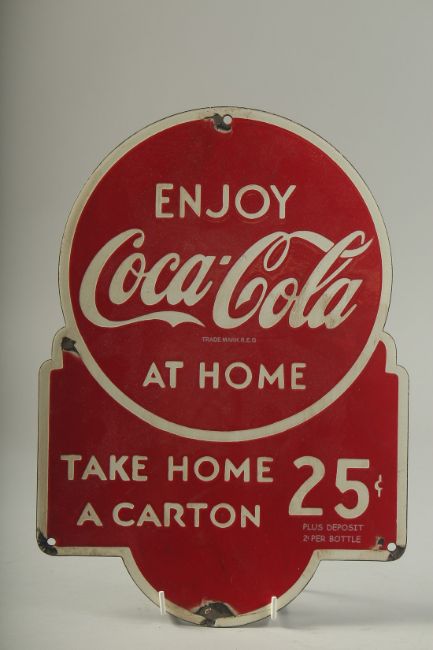 ENJOY
Coca-Cola
TRADE MARK R.E.G
AT HOME
TAKE HOME
A CARTON
25¢
PLUS DEPOSIT
2¢ PER BOTTLE